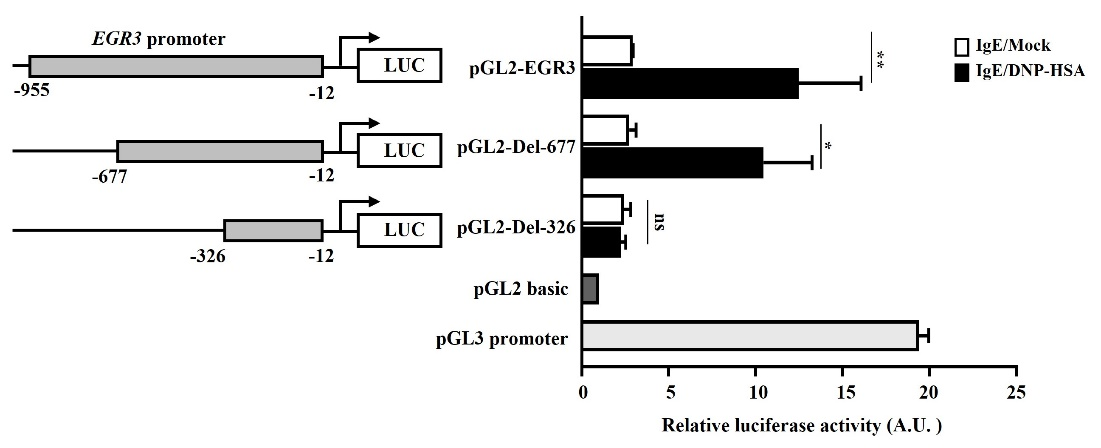 EGR3 promoter
LUC
-955
-12
pGL2-EGR3
**
IgE/Mock
IgE/DNP-HSA
LUC
-677
-12
pGL2-Del-677
*
LUC
-326
-12
pGL2-Del-326
ns
pGL2 basic
pGL3 promoter
0 5 10 15 20 25
Relative luciferase activity (A.U. )